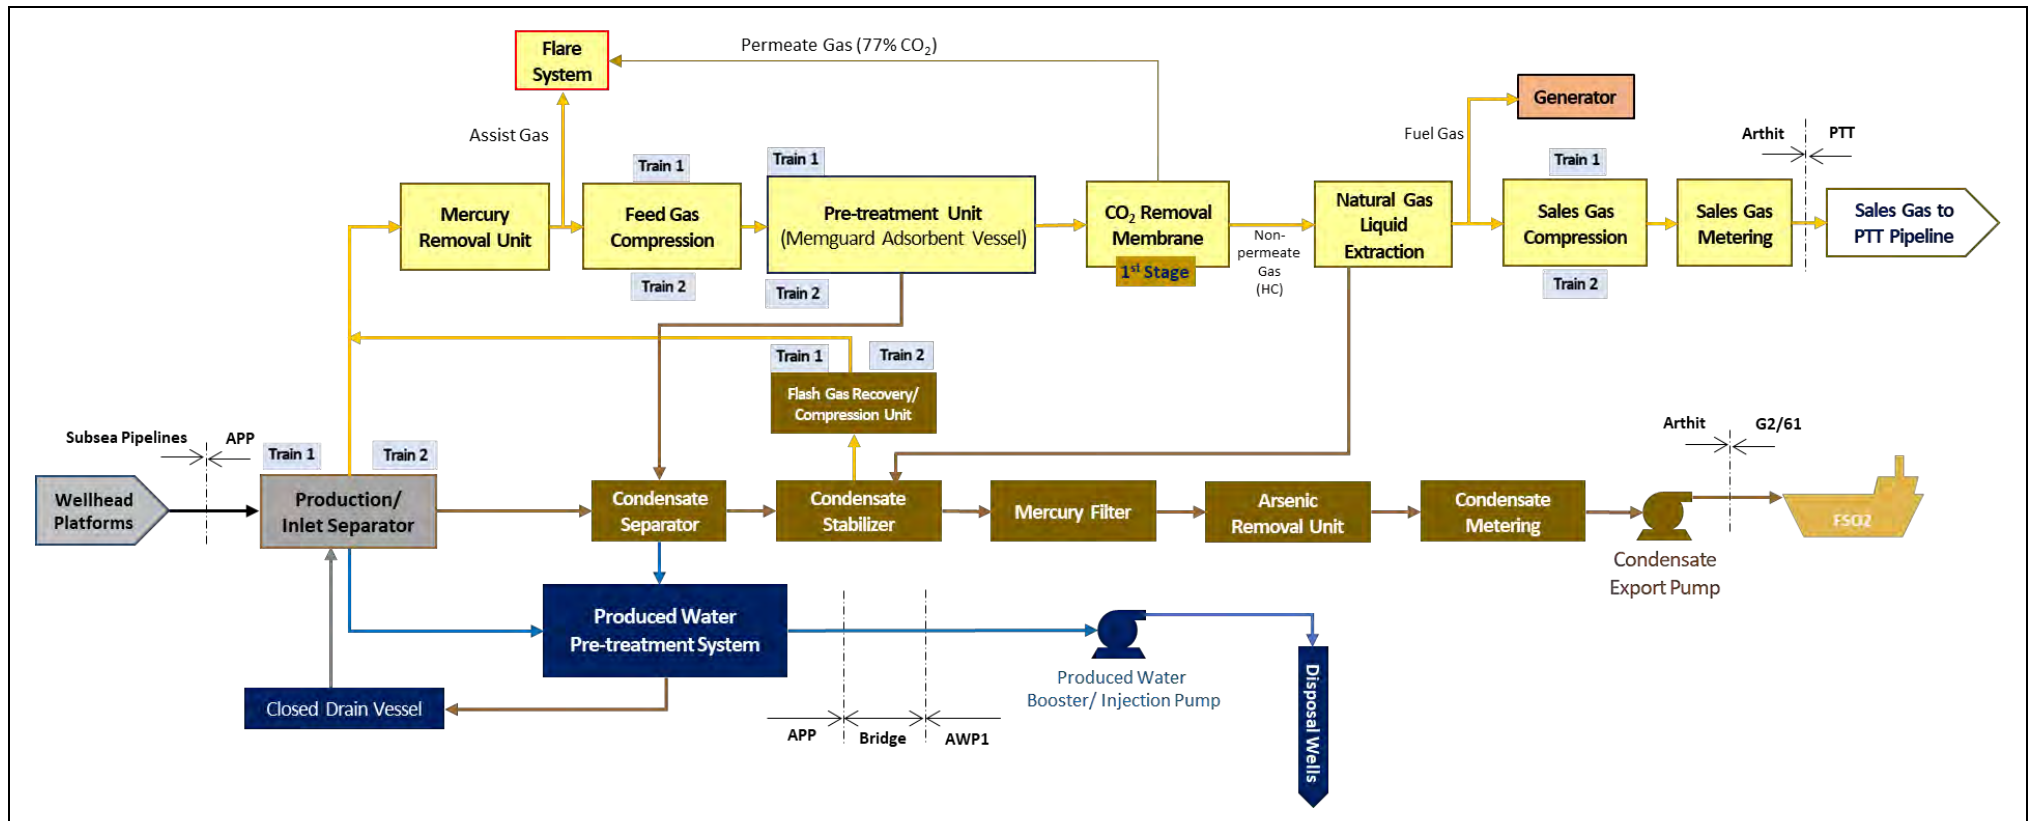 Flare
System
Permeate Gas (77% CO₂)
Assist Gas
Generator
Fuel Gas
Arthit
PTT
Train 1
Train 1
Train 1
Mercury
Removal Unit
Feed Gas
Compression
Pre-treatment Unit
(Memguard Adsorbent Vessel)
CO₂ Removal
Membrane
1st Stage
Non-
permeate
Gas
(HC)
Natural Gas
Liquid
Extraction
Sales Gas
Compression
Sales Gas
Metering
Sales Gas to
PTT Pipeline
Train 2
Train 2
Train 2
Train 1
Train 2
Flash Gas Recovery/
Compression Unit
Subsea Pipelines
APP
Train 1
Train 2
Arthit
G2/61
Wellhead
Platforms
Production/
Inlet Separator
Condensate
Separator
Condensate
Stabilizer
Mercury Filter
Arsenic
Removal Unit
Condensate
Metering
FSO2
Condensate
Export Pump
Produced Water
Pre-treatment System
Produced Water
Booster/ Injection Pump
Disposal Wells
Closed Drain Vessel
APP
Bridge
AWP1